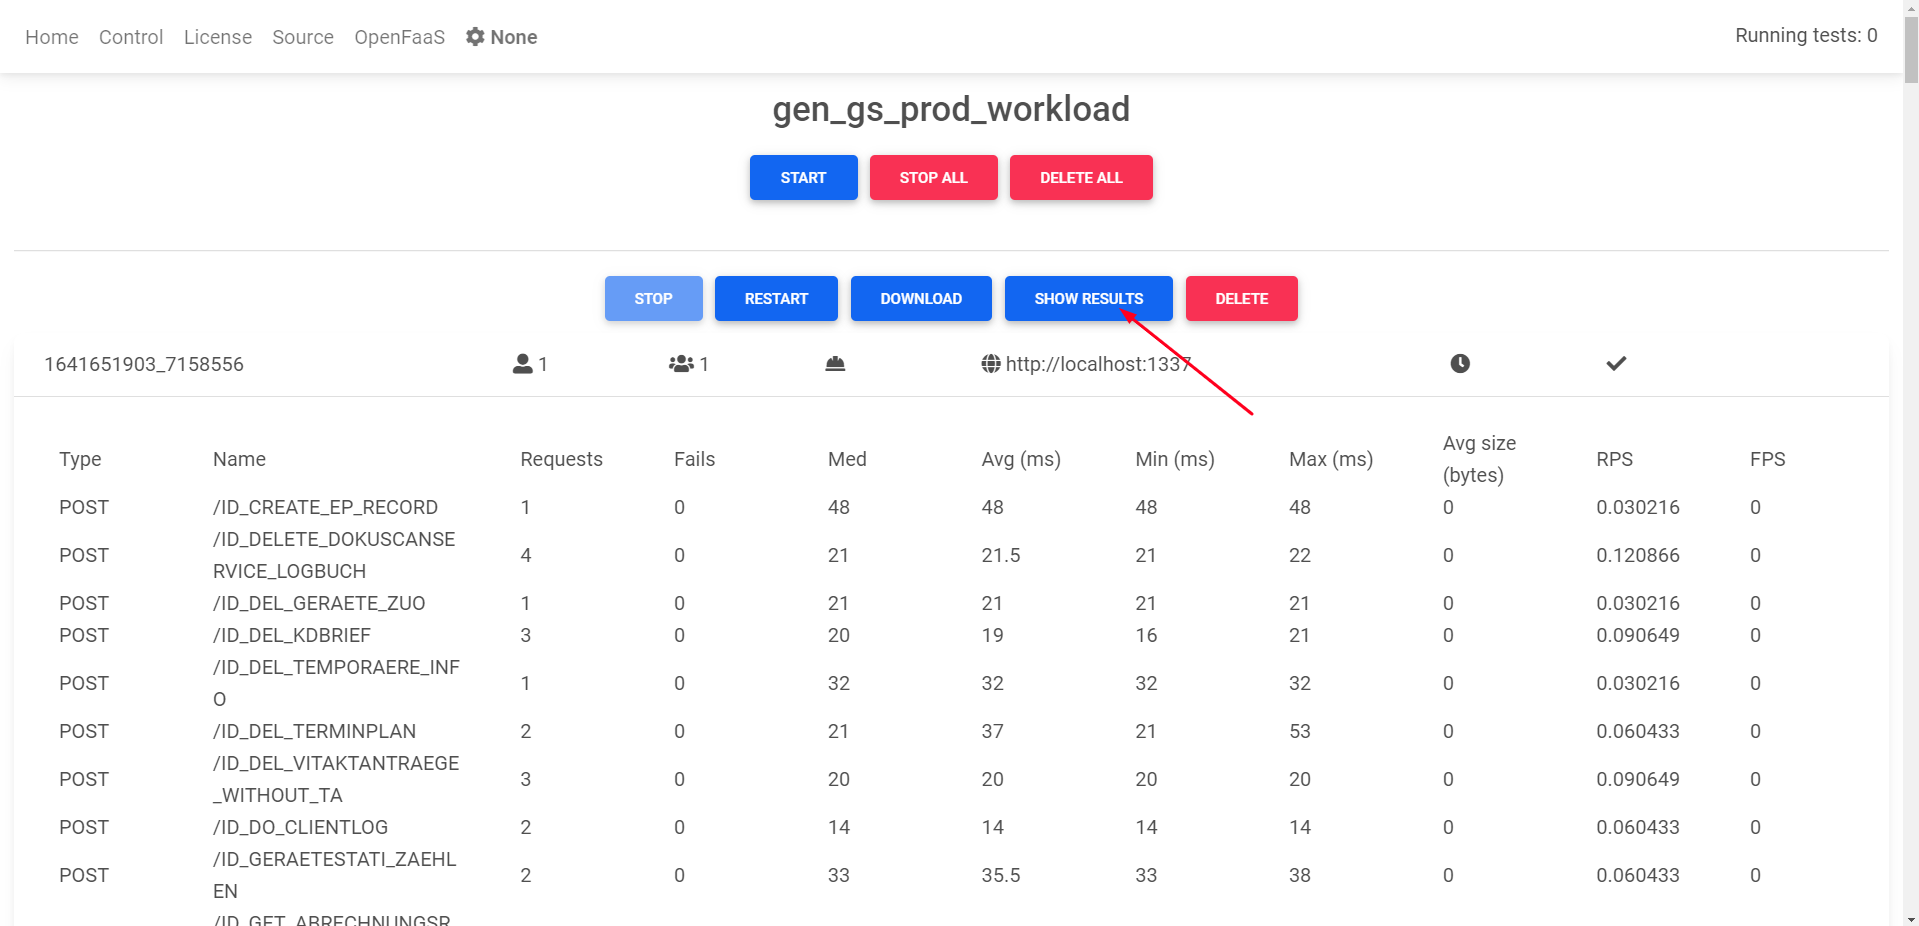 Home Control License Source OpenFaaS None Running tests: 0
gen_gs_prod_workload
START STOP ALL DELETE ALL
STOP RESTART DOWNLOAD SHOW RESULTS DELETE
1641651903_7158556 1 1 http://localhost:1337
Type Name Requests Fails Med Avg (ms) Min (ms) Max (ms) Avg size (bytes) RPS FPS
POST /ID_CREATE_EP_RECORD 1 0 48 48 48 48 0 0.030216 0
/ID_DELETE_DOKUSCANSE
POST 4 0 21 21.5 21 22 0 0.120866 0
RVICE_LOGBUCH
POST /ID_DEL_GERAETE_ZUO 1 0 21 21 21 21 0 0.030216 0
POST /ID_DEL_KDBRIEF 3 0 20 19 16 21 0 0.090649 0
/ID_DEL_TEMPORAERE_INF
POST 1 0 32 32 32 32 0 0.030216 0
O
POST /ID_DEL_TERMINPLAN 2 0 21 37 21 53 0 0.060433 0
/ID_DEL_VITAKTANTRAEGE
POST 3 0 20 20 20 20 0 0.090649 0
_WITHOUT_TA
POST /ID_DO_CLIENTLOG 2 0 14 14 14 14 0 0.060433 0
/ID_GERAETESTATI_ZAEHL
POST 2 0 33 35.5 33 38 0 0.060433 0
EN
/ID_GET_ABRECHNUNGSR